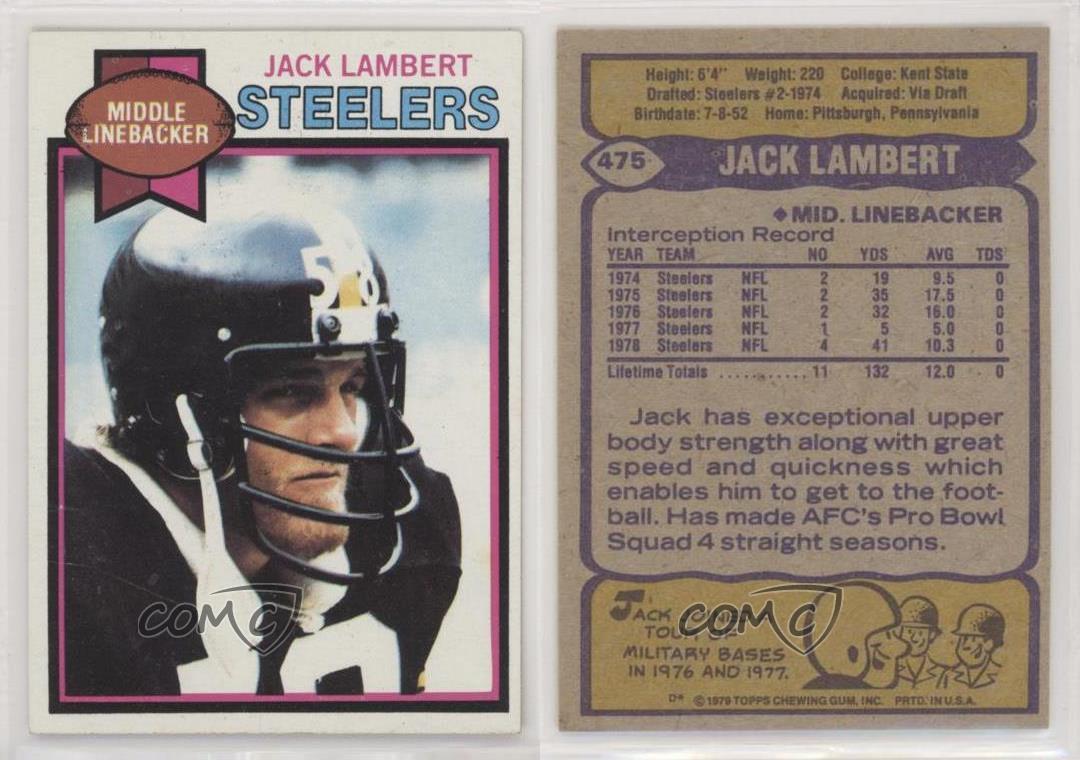 JACK LAMBERT
STEELERS
MIDDLE
LINEBACKER
58
COMC
Height: 6'4" Weight: 220 College: Kent State
Drafted: Steelers #2-1974 Acquired: Via Draft
Birthdate: 7-8-52 Home: Pittsburgh, Pennsylvania
475
JACK LAMBERT
◆MID. LINEBACKER
Interception Record
YEAR TEAM NO YDS AVG TDS
1974 Steelers NFL 2 19 9.5 0
1975 Steelers NFL 2 35 17.5 0
1976 Steelers NFL 2 32 16.0 0
1977 Steelers NFL 1 5 5.0 0
1978 Steelers NFL 4 41 10.3 0
Lifetime Totals ........... 11 132 12.0 0
Jack has exceptional upper
body strength along with great
speed and quickness which
enables him to get to the foot-
ball. Has made AFC's Pro Bowl
Squad 4 straight seasons.
JACK
MILITARY BASES
IN 1976 AND 1977.
COMC
D* © 1979 TOPPS CHEWING GUM, INC. PRTD. IN U.S.A.